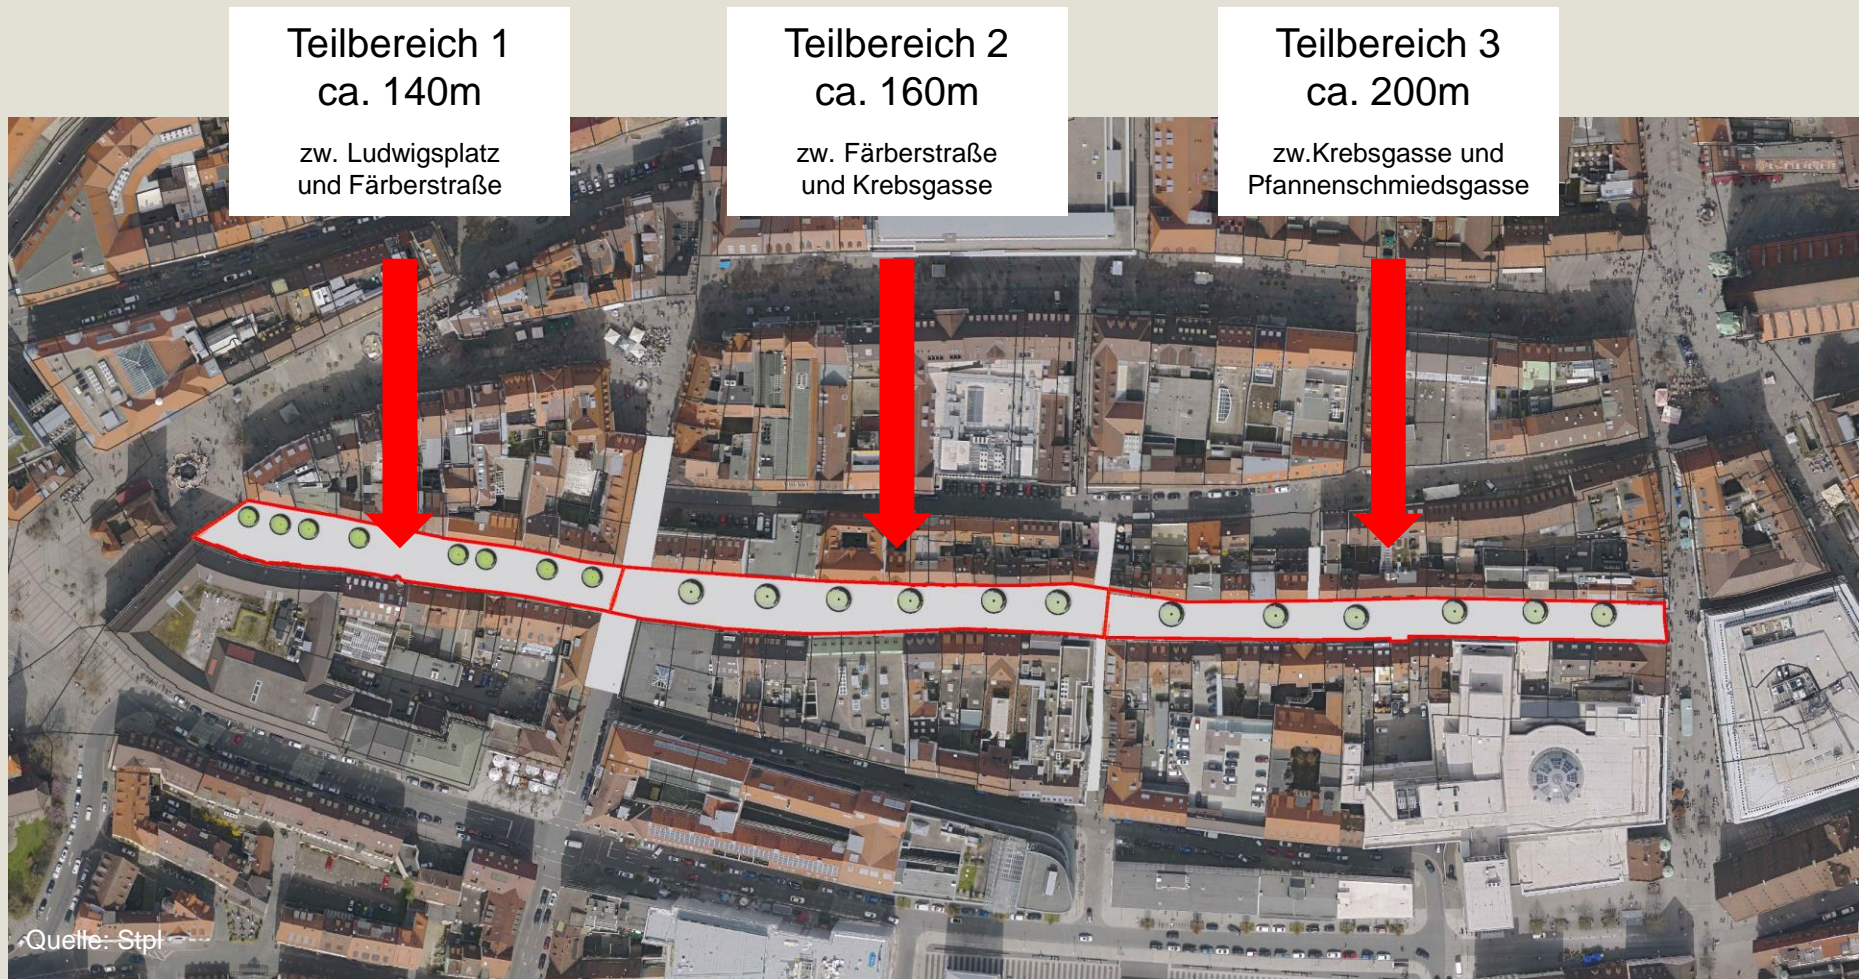 Teilbereich 1
ca. 140m
zw. Ludwigsplatz
und Färberstraße
Teilbereich 2
ca. 160m
zw. Färberstraße
und Krebsgasse
Teilbereich 3
ca. 200m
zw.Krebsgasse und
Pfannenschmiedsgasse
Quelle: Stpl